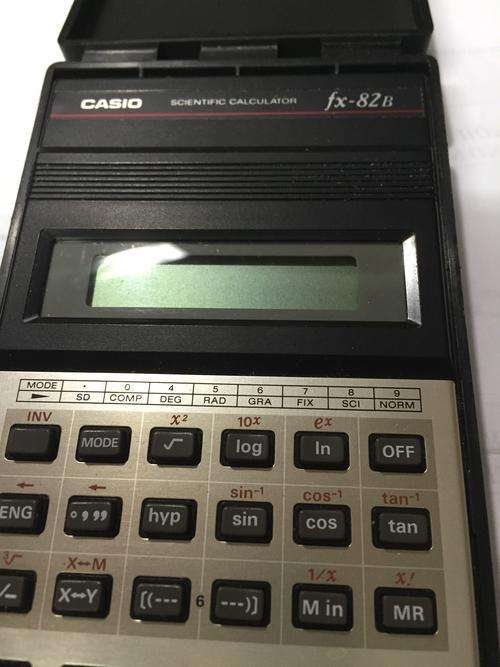 CASIO SCIENTIFIC CALCULATOR fx-82B
MODE · 0 4 5 6 7 8 9
SD COMP DEG RAD GRA FIX SCI NORM
INV x² 10x ex
MODE √ log ln OFF
← ← sin⁻¹ cos⁻¹ tan⁻¹
ENG ° , ,, hyp sin cos tan
³√ X↔M 1/x x!
/− X↔Y [(--- 6 ---)] M in MR